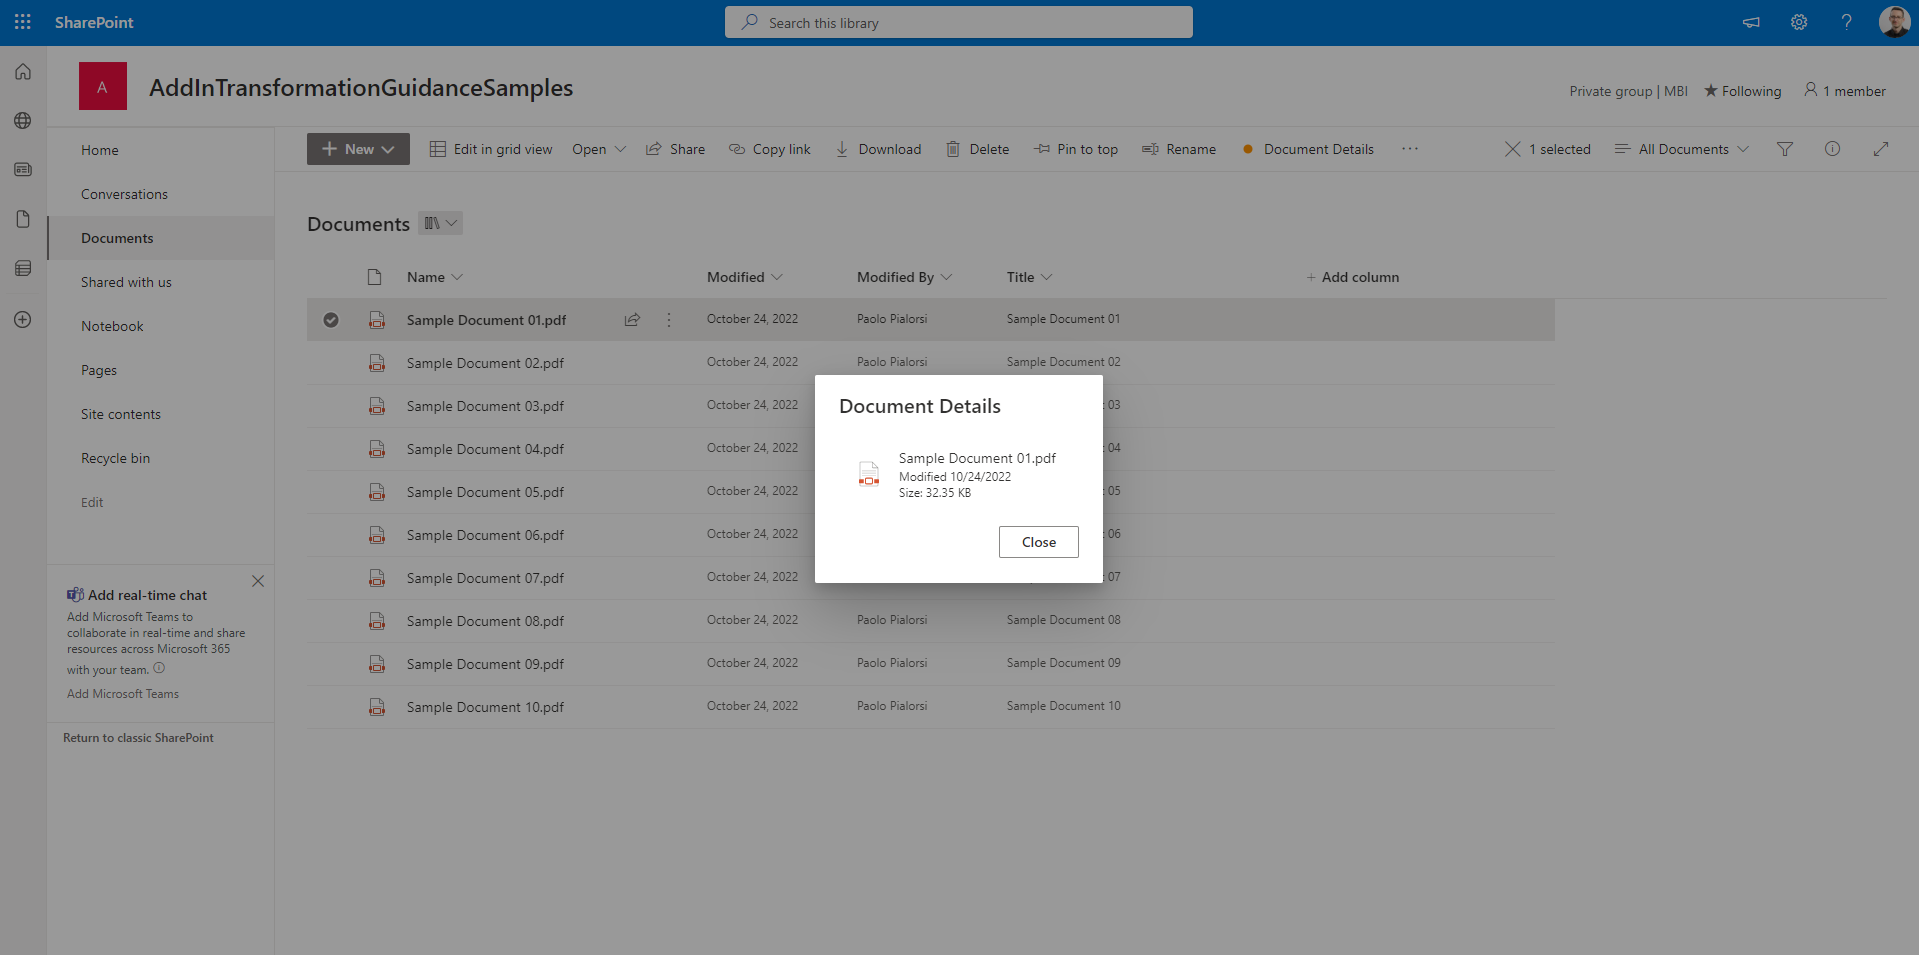 SharePoint
Search this library
A
AddInTransformationGuidanceSamples
Private group | MBI
Following
1 member
Home
Conversations
Documents
Shared with us
Notebook
Pages
Site contents
Recycle bin
Edit
Add real-time chat
Add Microsoft Teams to
collaborate in real-time and share
resources across Microsoft 365
with your team.
Add Microsoft Teams
Return to classic SharePoint
New
Edit in grid view
Open
Share
Copy link
Download
Delete
Pin to top
Rename
Document Details
1 selected
All Documents
Documents
Name Modified Modified By Title + Add column
Sample Document 01.pdf October 24, 2022 Paolo Pialorsi Sample Document 01
Sample Document 02.pdf October 24, 2022 Paolo Pialorsi Sample Document 02
Sample Document 03.pdf October 24, 2022 03
Sample Document 04.pdf October 24, 2022 04
Sample Document 05.pdf October 24, 2022 05
Sample Document 06.pdf October 24, 2022 06
Sample Document 07.pdf October 24, 2022 07
Sample Document 08.pdf October 24, 2022 Paolo Pialorsi Sample Document 08
Sample Document 09.pdf October 24, 2022 Paolo Pialorsi Sample Document 09
Sample Document 10.pdf October 24, 2022 Paolo Pialorsi Sample Document 10
Document Details
Sample Document 01.pdf
Modified 10/24/2022
Size: 32.35 KB
Close